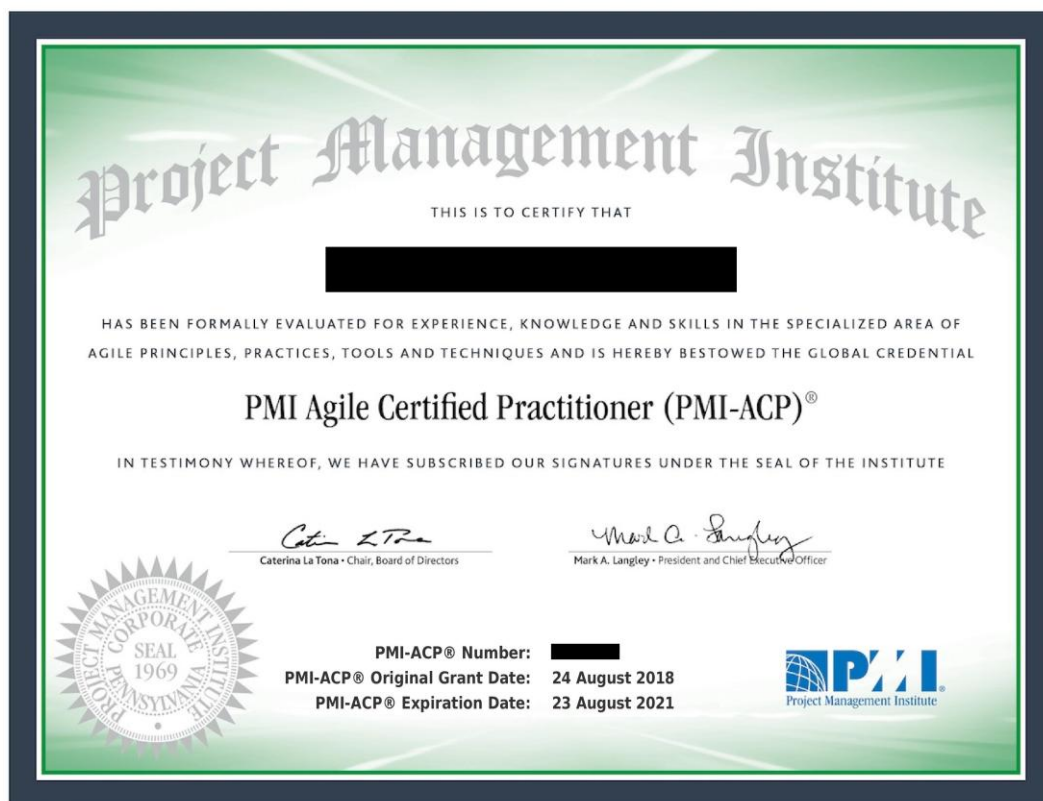 Project Management Institute
THIS IS TO CERTIFY THAT
HAS BEEN FORMALLY EVALUATED FOR EXPERIENCE, KNOWLEDGE AND SKILLS IN THE SPECIALIZED AREA OF
AGILE PRINCIPLES, PRACTICES, TOOLS AND TECHNIQUES AND IS HEREBY BESTOWED THE GLOBAL CREDENTIAL
PMI Agile Certified Practitioner (PMI-ACP)®
IN TESTIMONY WHEREOF, WE HAVE SUBSCRIBED OUR SIGNATURES UNDER THE SEAL OF THE INSTITUTE
Mark A. Langley
Caterina La Tona • Chair, Board of Directors
Mark A. Langley • President and Chief Executive Officer
PROJECT MANAGEMENT INSTITUTE
CORPORATE
SEAL
1969
PENNSYLVANIA
PMI-ACP® Number:
PMI-ACP® Original Grant Date: 24 August 2018
PMI-ACP® Expiration Date: 23 August 2021
PMI®
Project Management Institute